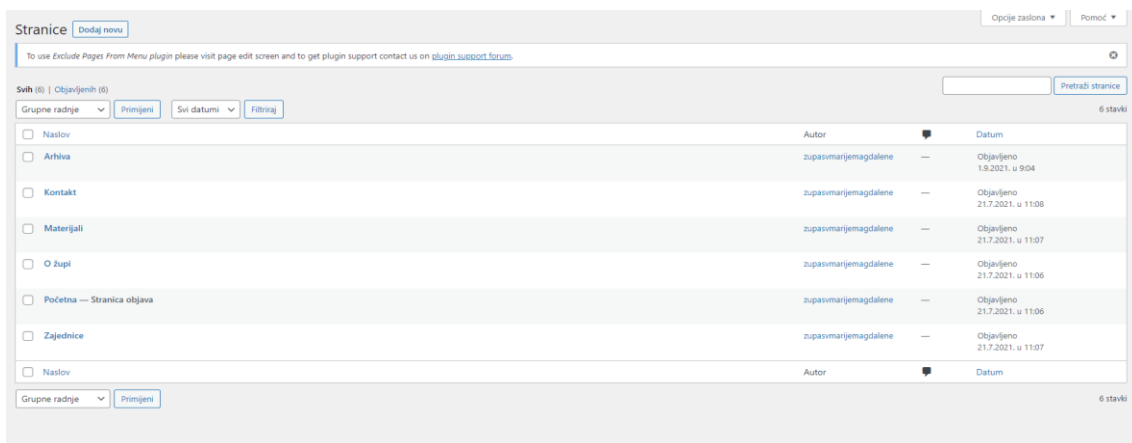 Opcije zaslona ▼ Pomoć ▼
Stranice Dodaj novu
To use Exclude Pages From Menu plugin please visit page edit screen and to get plugin support contact us on plugin support forum.
Svih (6) | Objavljenih (6) Pretraži stranice
Grupne radnje Primijeni Svi datumi Filtriraj 6 stavki
Naslov Autor Datum
Arhiva zupasvmarijemagdalene — Objavljeno
1.9.2021. u 9:04
Kontakt zupasvmarijemagdalene — Objavljeno
21.7.2021. u 11:08
Materijali zupasvmarijemagdalene — Objavljeno
21.7.2021. u 11:07
O župi zupasvmarijemagdalene — Objavljeno
21.7.2021. u 11:06
Početna — Stranica objava zupasvmarijemagdalene — Objavljeno
21.7.2021. u 11:06
Zajednice zupasvmarijemagdalene — Objavljeno
21.7.2021. u 11:07
Naslov Autor Datum
Grupne radnje Primijeni 6 stavki